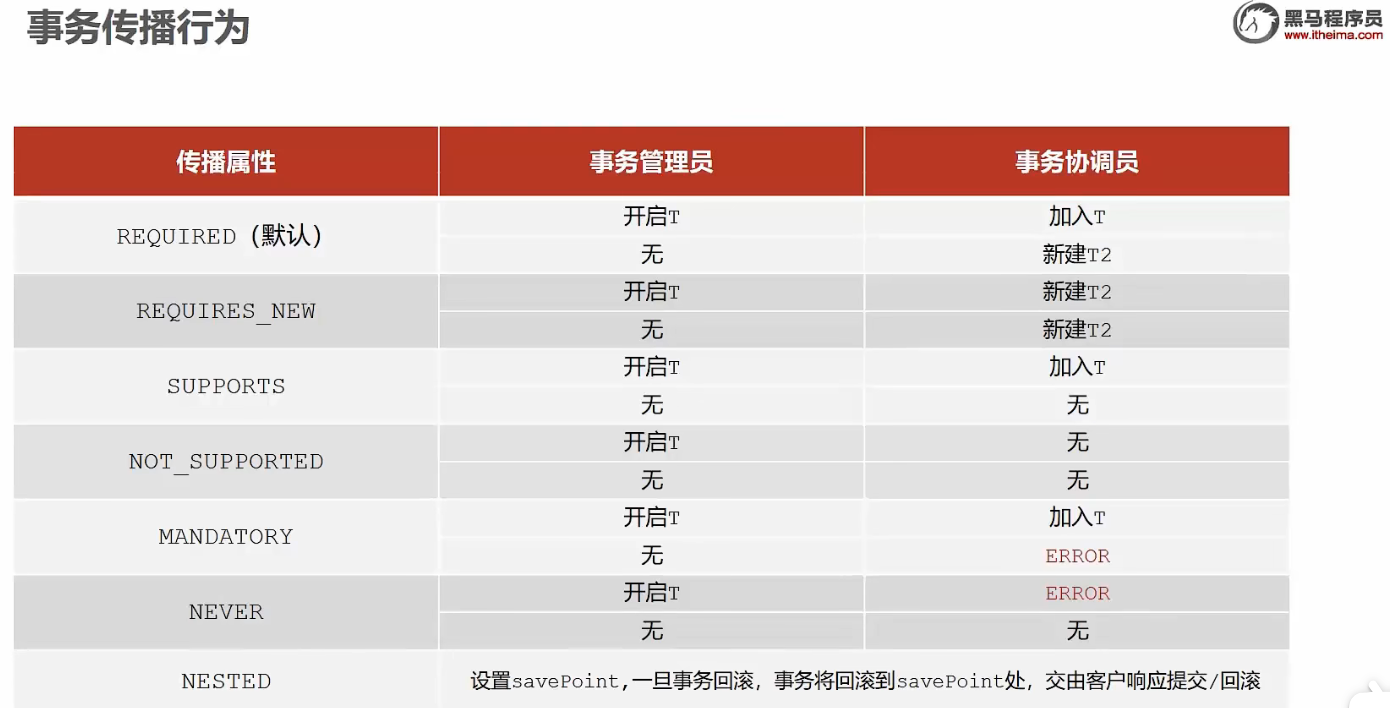 事务传播行为
黑马程序员
www.itheima.com
传播属性 事务管理员 事务协调员
REQUIRED（默认） 开启T 加入T
无 新建T2
REQUIRES_NEW 开启T 新建T2
无 新建T2
SUPPORTS 开启T 加入T
无 无
NOT_SUPPORTED 开启T 无
无 无
MANDATORY 开启T 加入T
无 ERROR
NEVER 开启T ERROR
无 无
NESTED 设置savePoint,一旦事务回滚，事务将回滚到savePoint处，交由客户响应提交/回滚